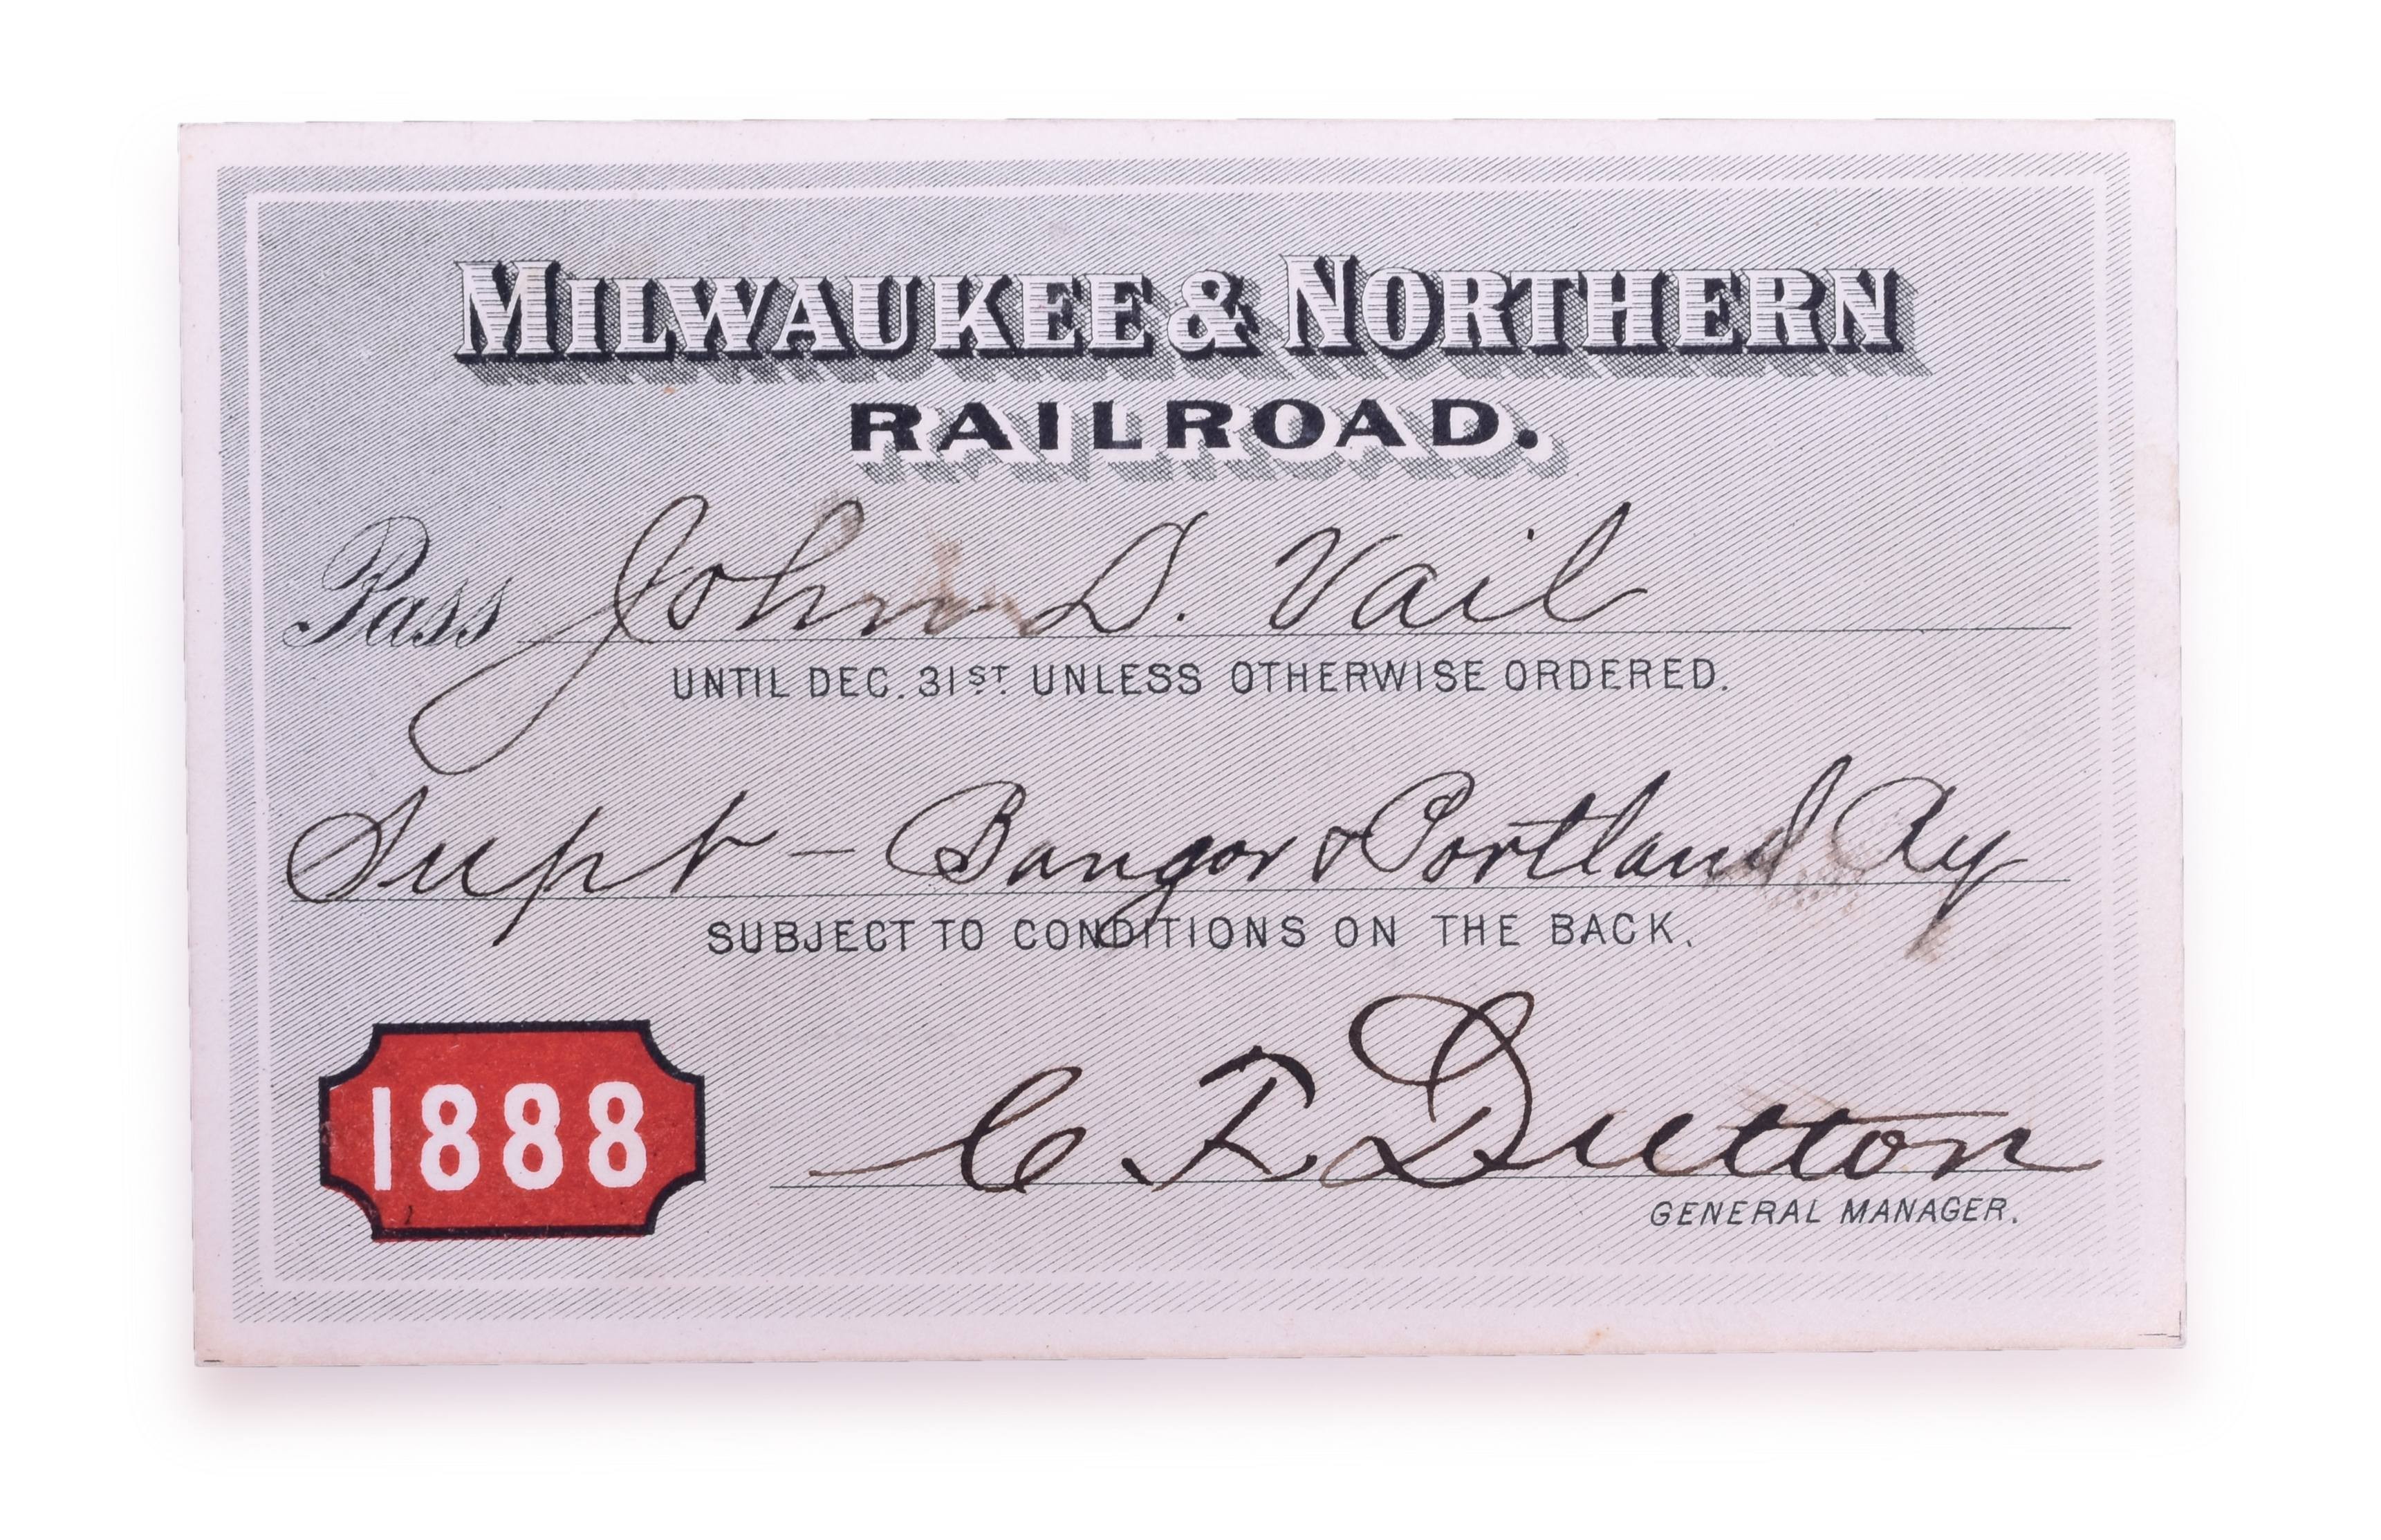 MILWAUKEE & NORTHERN
RAILROAD.
Pass John D. Vail
UNTIL DEC. 31ST. UNLESS OTHERWISE ORDERED.
Supt - Bangor & Portland Ry
SUBJECT TO CONDITIONS ON THE BACK.
1888
C F Dutton
GENERAL MANAGER.